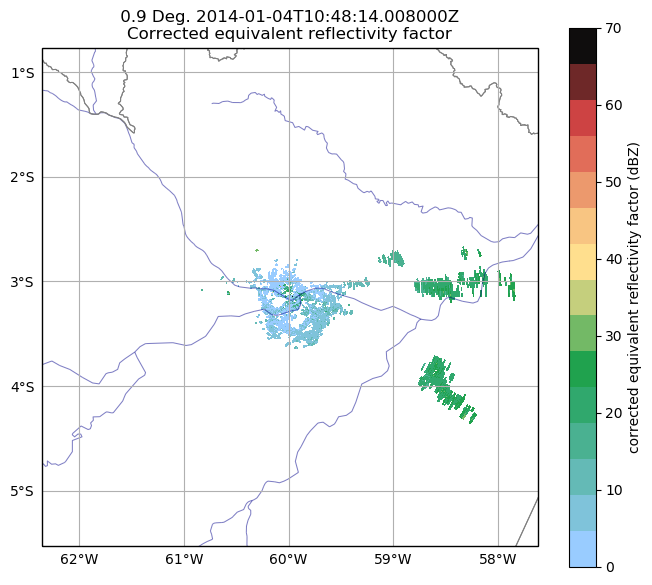 0.9 Deg. 2014-01-04T10:48:14.008000Z
Corrected equivalent reflectivity factor
1°S
2°S
3°S
4°S
5°S
62°W
61°W
60°W
59°W
58°W
70
60
50
40
30
20
10
0
corrected equivalent reflectivity factor (dBZ)